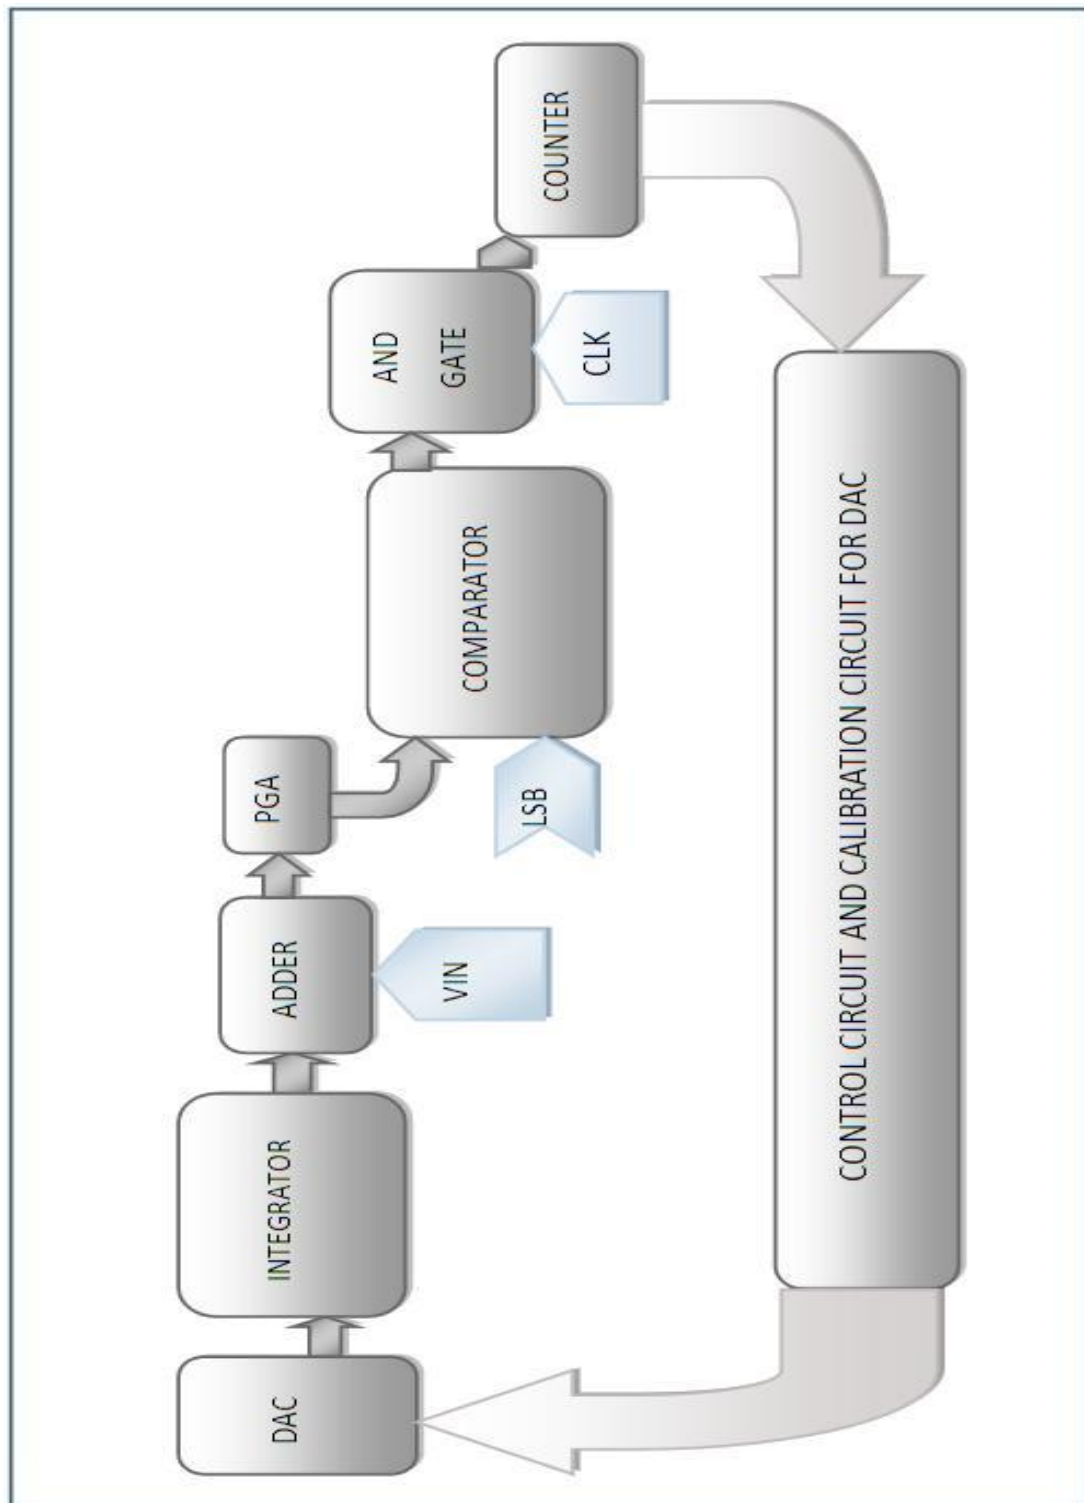 DAC
INTEGRATOR
ADDER
VIN
PGA
LSB
COMPARATOR
AND
GATE
CLK
COUNTER
CONTROL CIRCUIT AND CALIBRATION CIRCUIT FOR DAC